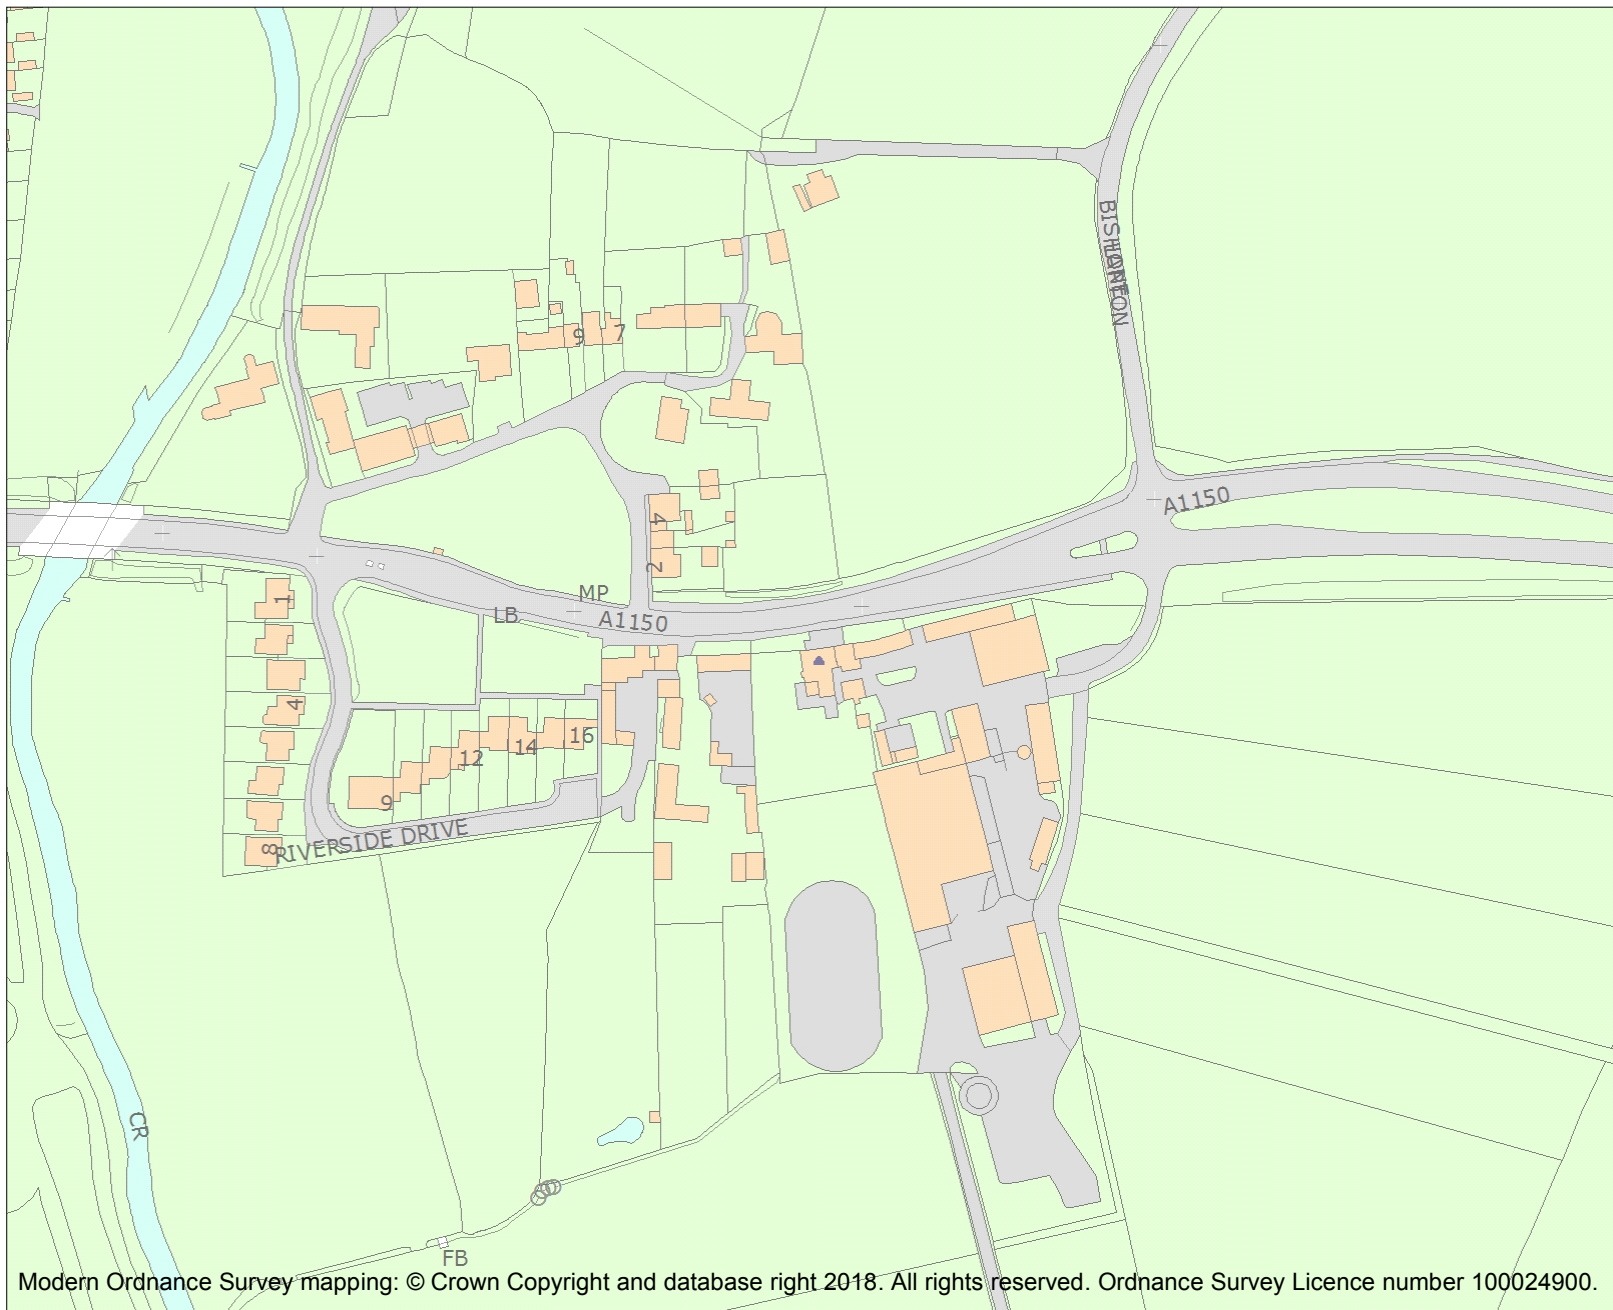 BISHOPTON
LANE
9
7
A1150
4
2
MP
LB
A1150
1
4
16
14
12
9
RIVERSIDE DRIVE
8
CR
FB
Modern Ordnance Survey mapping: © Crown Copyright and database right 2018. All rights reserved. Ordnance Survey Licence number 100024900.